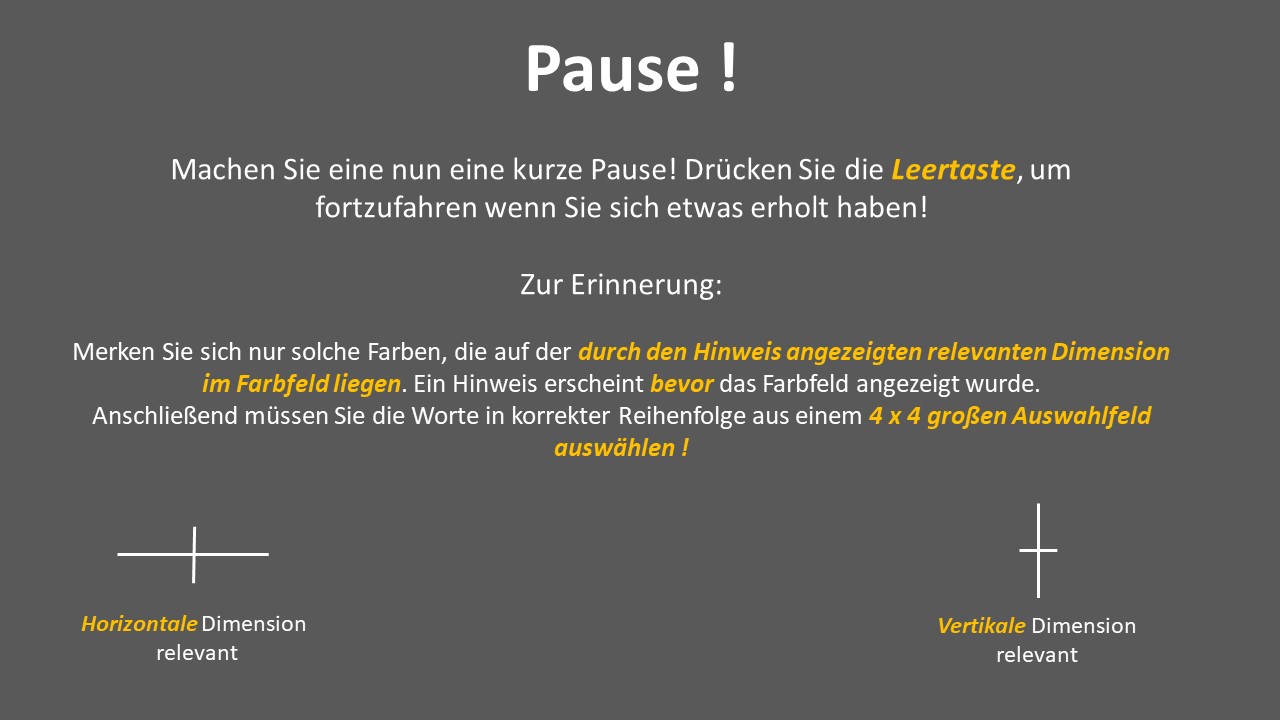 Pause !
Machen Sie eine nun eine kurze Pause! Drücken Sie die Leertaste, um
fortzufahren wenn Sie sich etwas erholt haben!
Zur Erinnerung:
Merken Sie sich nur solche Farben, die auf der durch den Hinweis angezeigten relevanten Dimension
im Farbfeld liegen. Ein Hinweis erscheint bevor das Farbfeld angezeigt wurde.
Anschließend müssen Sie die Worte in korrekter Reihenfolge aus einem 4 x 4 großen Auswahlfeld
auswählen !
Horizontale Dimension
relevant
Vertikale Dimension
relevant